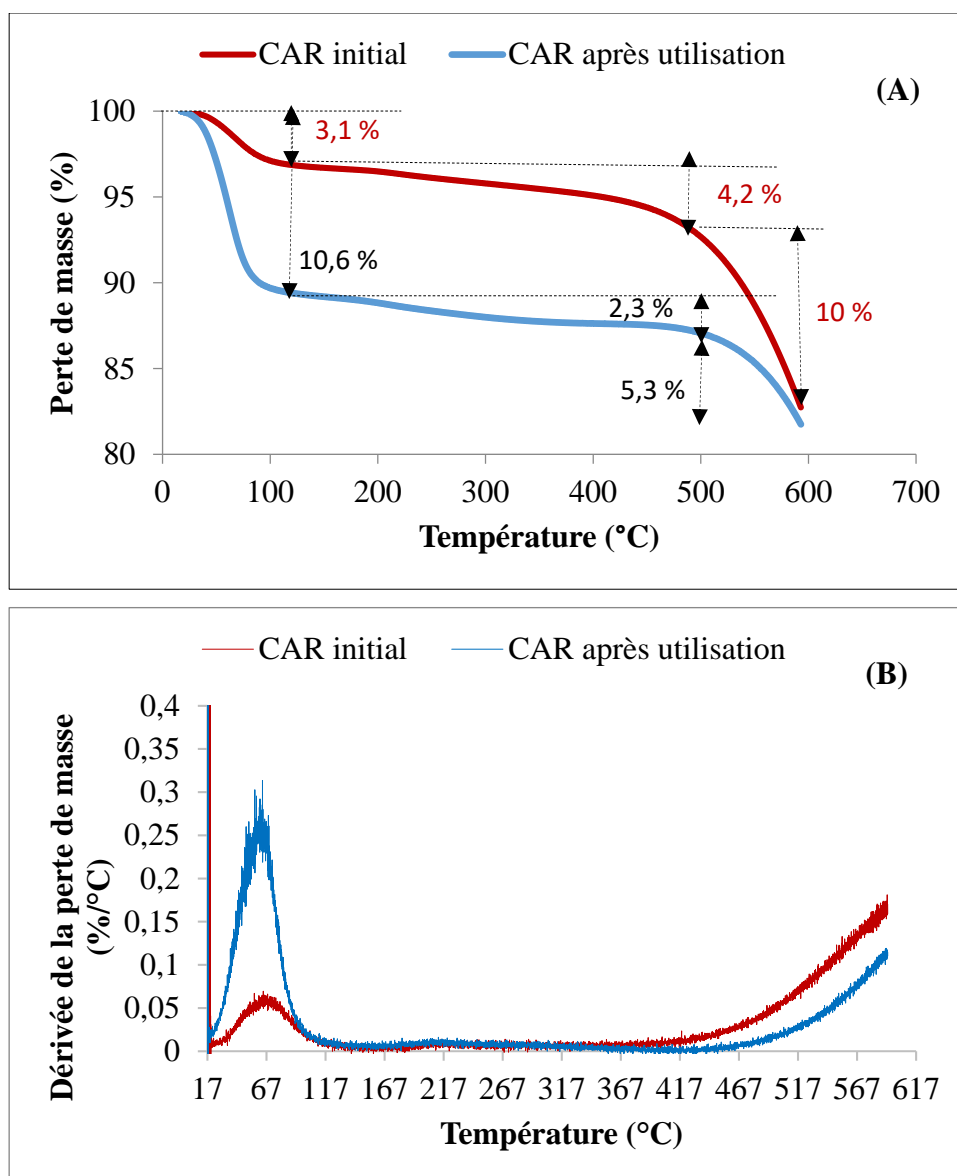 CAR initial CAR après utilisation
(A)
Perte de masse (%)
100
95
90
85
80
3,1 %
4,2 %
10,6 %
2,3 %
10 %
5,3 %
0 100 200 300 400 500 600 700
Température (°C)
CAR initial CAR après utilisation
(B)
Dérivée de la perte de masse
(%/°C)
0,4
0,35
0,3
0,25
0,2
0,15
0,1
0,05
0
17 67 117 167 217 267 317 367 417 467 517 567 617
Température (°C)